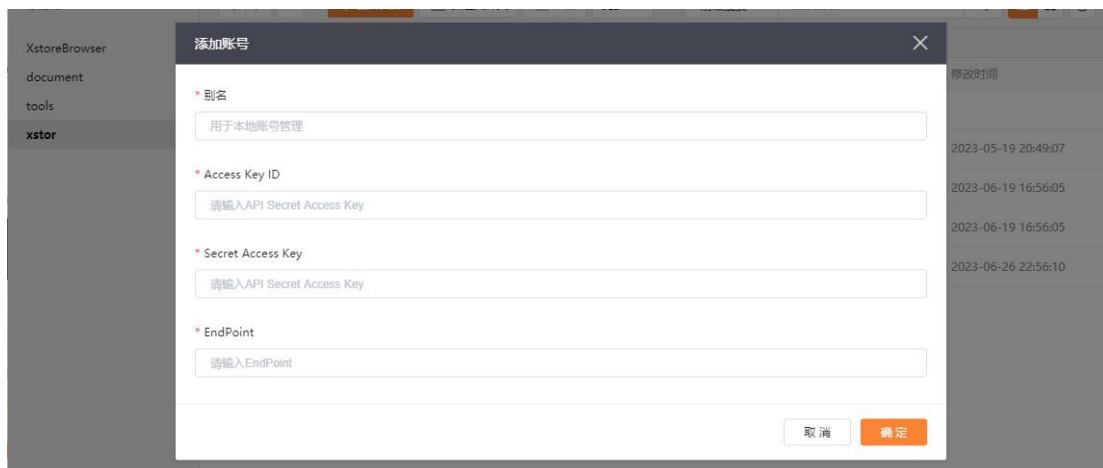 XstoreBrowser
document
tools
xstor
添加账号
* 别名
用于本地账号管理
* Access Key ID
请输入API Secret Access Key
* Secret Access Key
请输入API Secret Access Key
* EndPoint
请输入EndPoint
取消
确定
修改时间
2023-05-19 20:49:07
2023-06-19 16:56:05
2023-06-19 16:56:05
2023-06-26 22:56:10